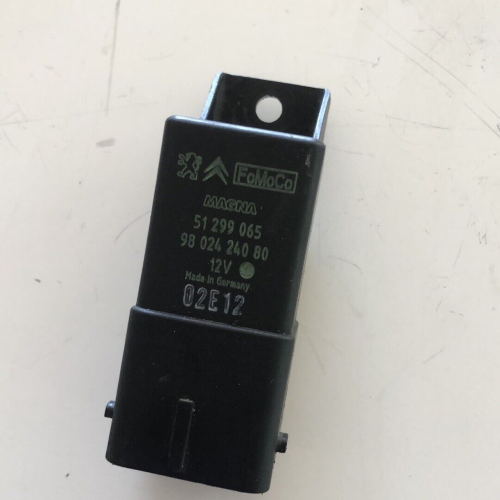 FoMoCo
MAGNA
51 299 065
98 024 240 80
12V
Made in Germany
02E12